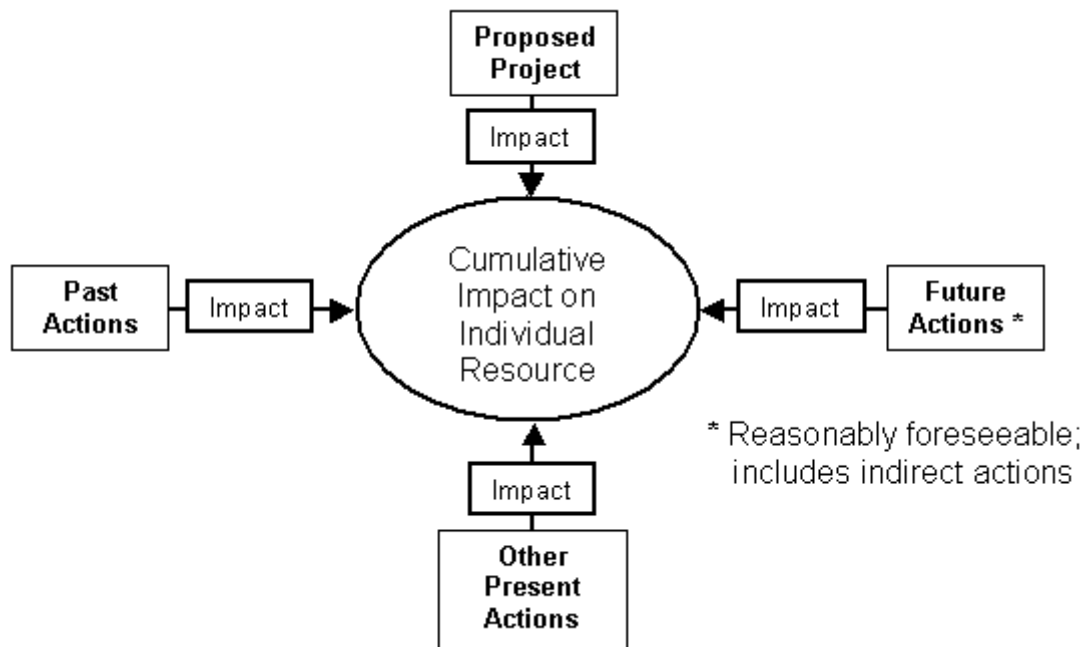 Proposed
Project
Impact
Past
Actions
Impact
Cumulative
Impact on
Individual
Resource
Impact
Future
Actions *
* Reasonably foreseeable;
includes indirect actions
Impact
Other
Present
Actions